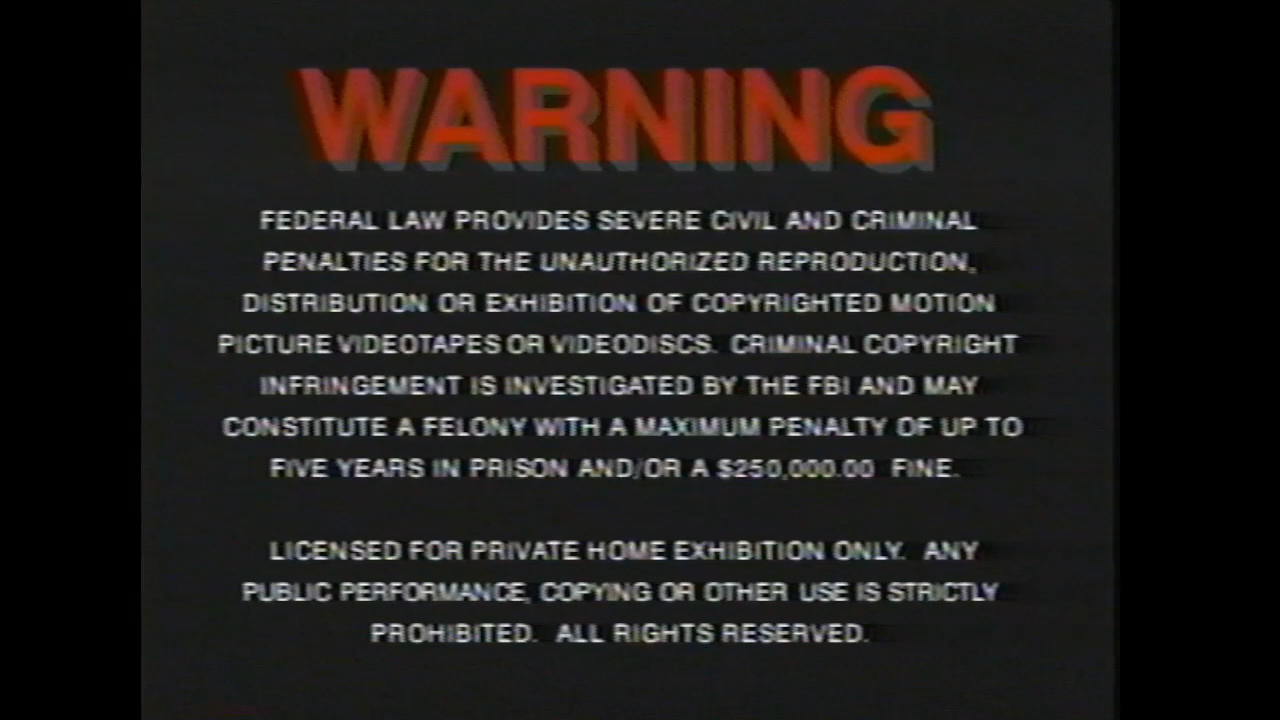 WARNING
FEDERAL LAW PROVIDES SEVERE CIVIL AND CRIMINAL
PENALTIES FOR THE UNAUTHORIZED REPRODUCTION,
DISTRIBUTION OR EXHIBITION OF COPYRIGHTED MOTION
PICTURE VIDEOTAPES OR VIDEODISCS. CRIMINAL COPYRIGHT
INFRINGEMENT IS INVESTIGATED BY THE FBI AND MAY
CONSTITUTE A FELONY WITH A MAXIMUM PENALTY OF UP TO
FIVE YEARS IN PRISON AND/OR A $250,000.00 FINE.
LICENSED FOR PRIVATE HOME EXHIBITION ONLY. ANY
PUBLIC PERFORMANCE, COPYING OR OTHER USE IS STRICTLY
PROHIBITED. ALL RIGHTS RESERVED.